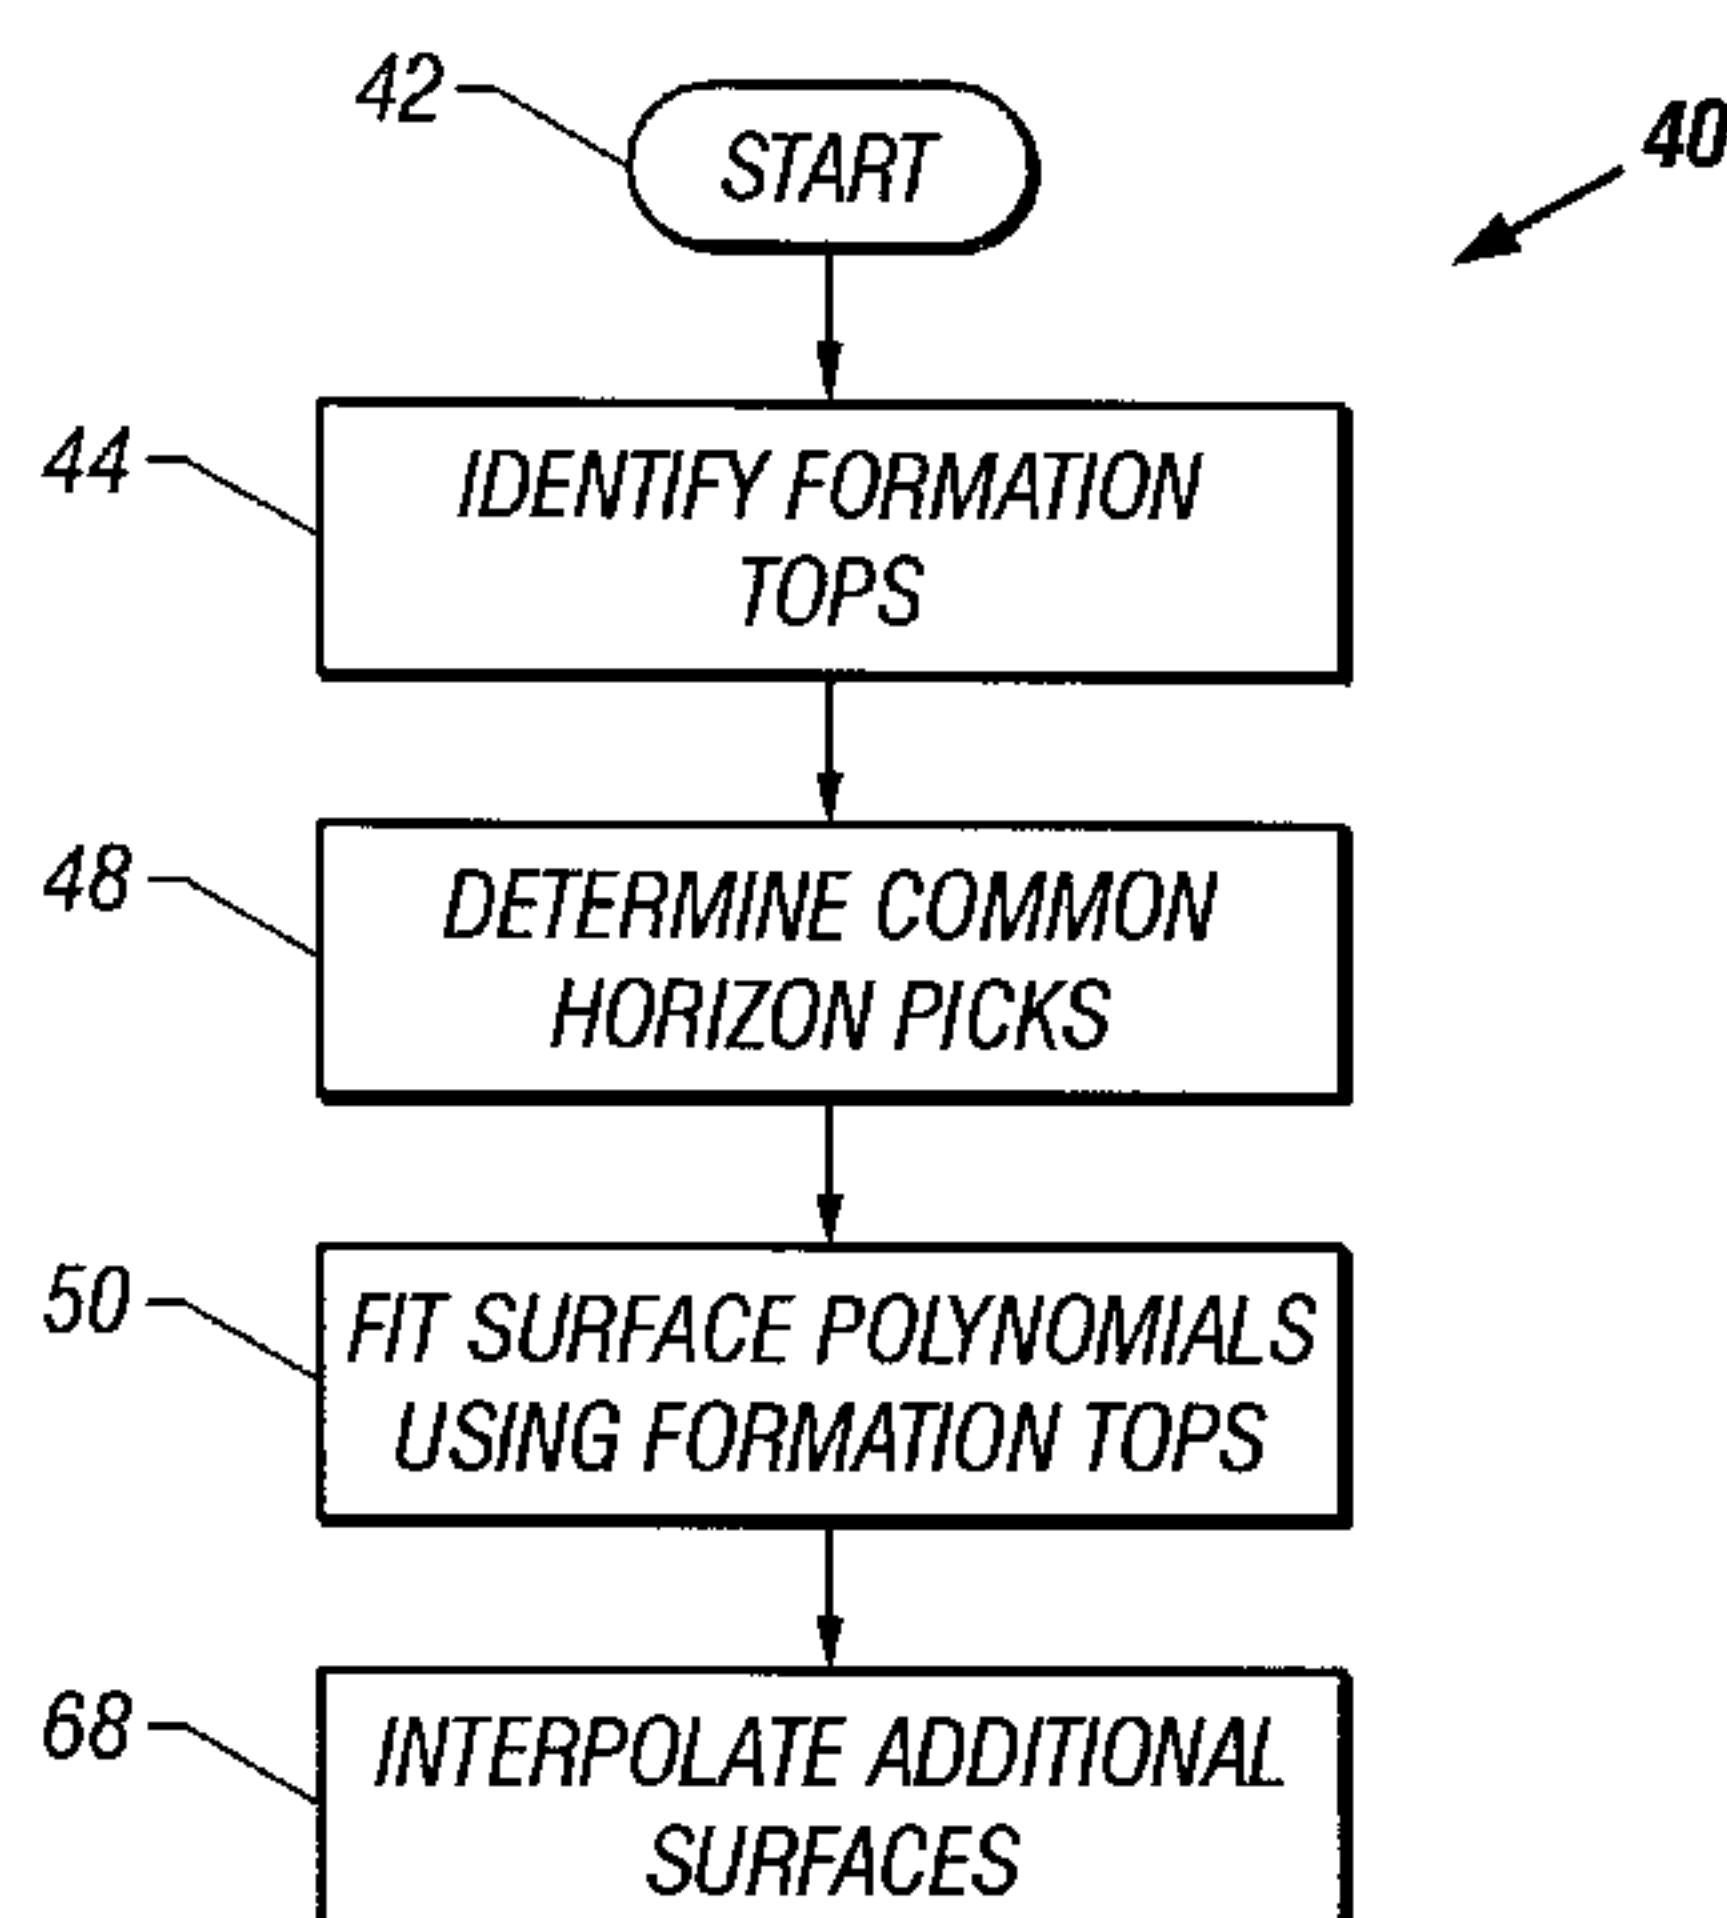 42
START
40
44
IDENTIFY FORMATION
TOPS
48
DETERMINE COMMON
HORIZON PICKS
50
FIT SURFACE POLYNOMIALS
USING FORMATION TOPS
68
INTERPOLATE ADDITIONAL
SURFACES